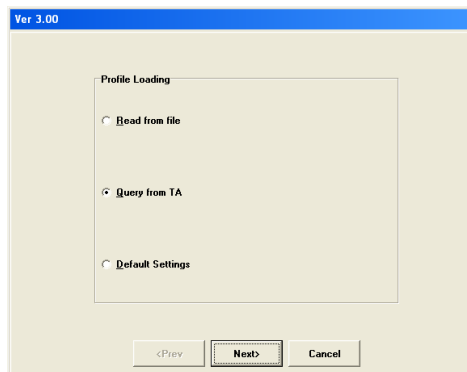 Ver 3.00
Profile Loading
Read from file
Query from TA
Default Settings
<Prev Next> Cancel